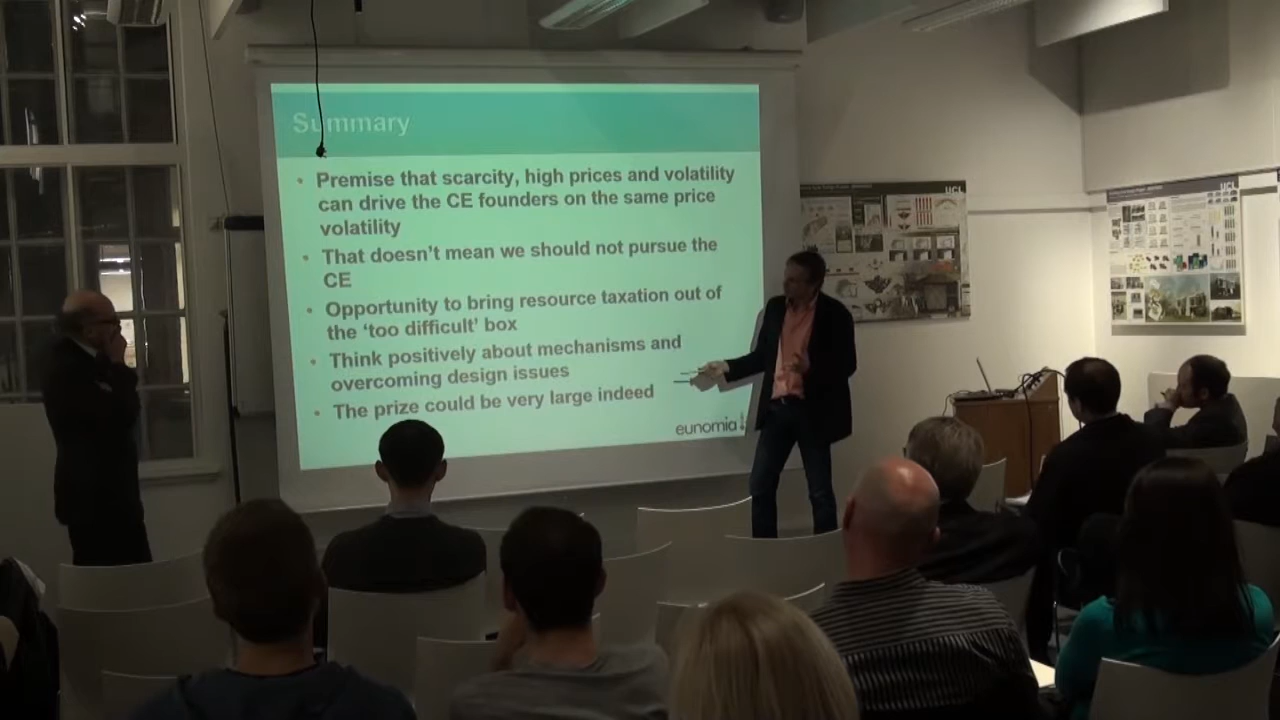 Summary
• Premise that scarcity, high prices and volatility
can drive the CE founders on the same price
volatility
• That doesn't mean we should not pursue the
CE
• Opportunity to bring resource taxation out of
the 'too difficult' box
• Think positively about mechanisms and
overcoming design issues
• The prize could be very large indeed
eunomia
UCL
UCL